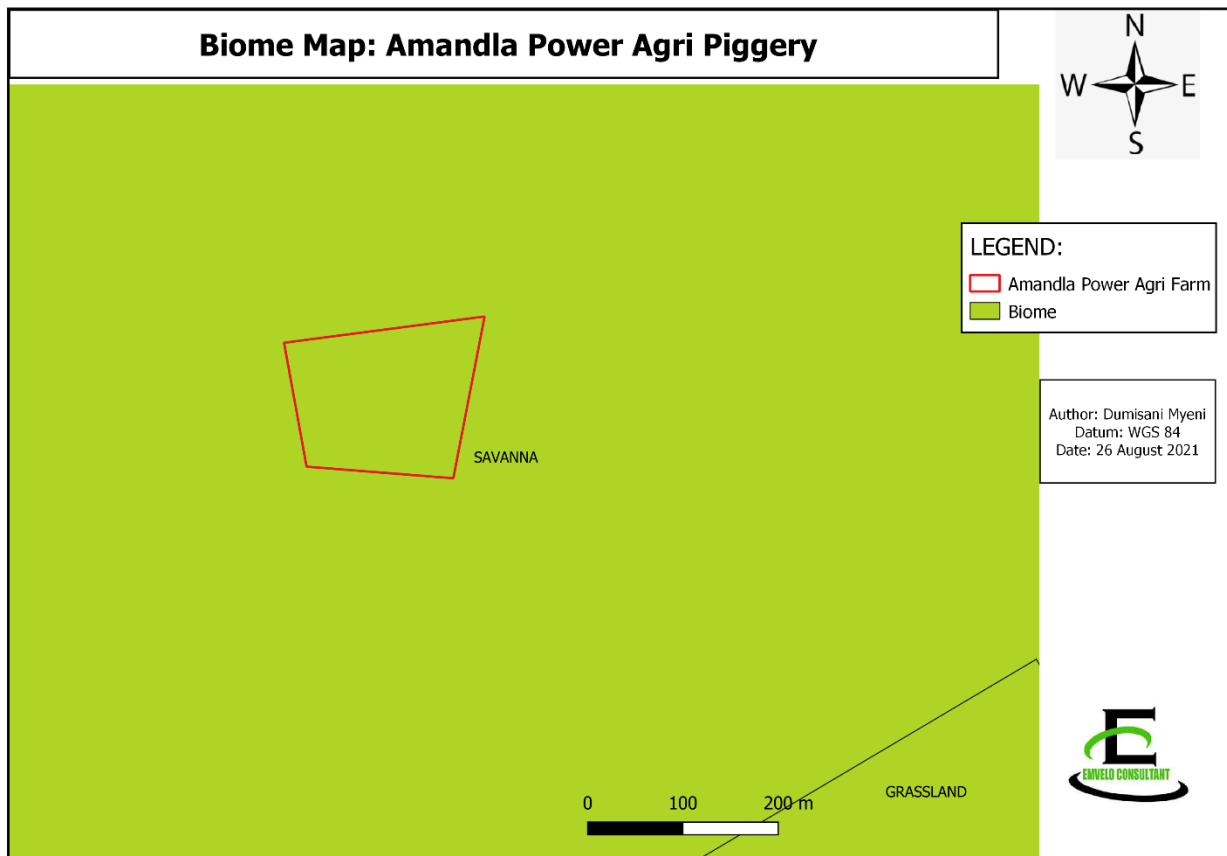 Biome Map: Amandla Power Agri Piggery
N
W E
S
LEGEND:
Amandla Power Agri Farm
Biome
SAVANNA
Author: Dumisani Myeni
Datum: WGS 84
Date: 26 August 2021
GRASSLAND
0 100 200 m
E
EMVELO CONSULTANT